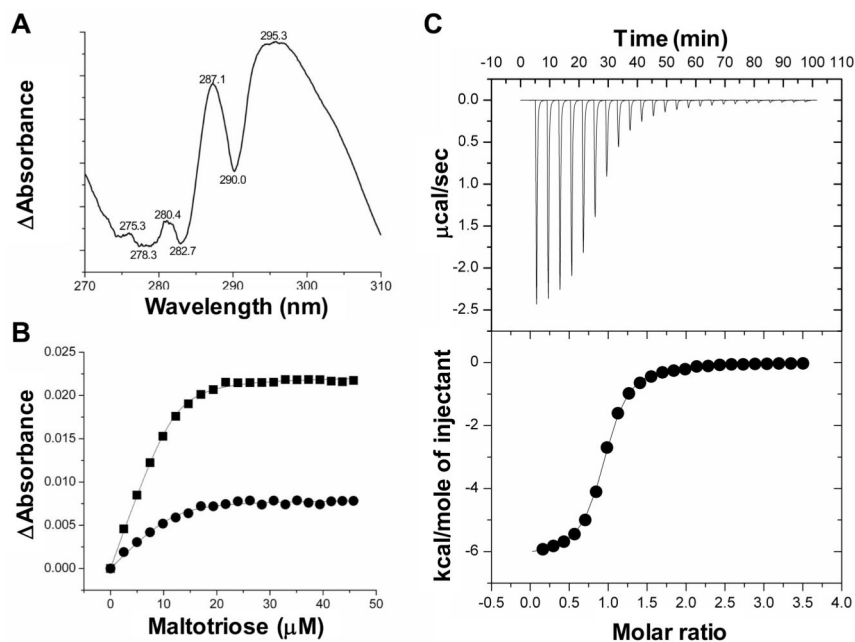 A
ΔAbsorbance
275.3
278.3
280.4
282.7
287.1
290.0
295.3
270 280 290 300 310
Wavelength (nm)
B
ΔAbsorbance
0.025
0.020
0.015
0.010
0.005
0.000
0 10 20 30 40 50
Maltotriose (μM)
C
Time (min)
-10 0 10 20 30 40 50 60 70 80 90 100 110
μcal/sec
0.0
0.5
1.0
1.5
-2.0
-2.5
kcal/mole of injectant
0
-2
-4
-6
-0.5 0.0 0.5 1.0 1.5 2.0 2.5 3.0 3.5 4.0
Molar ratio